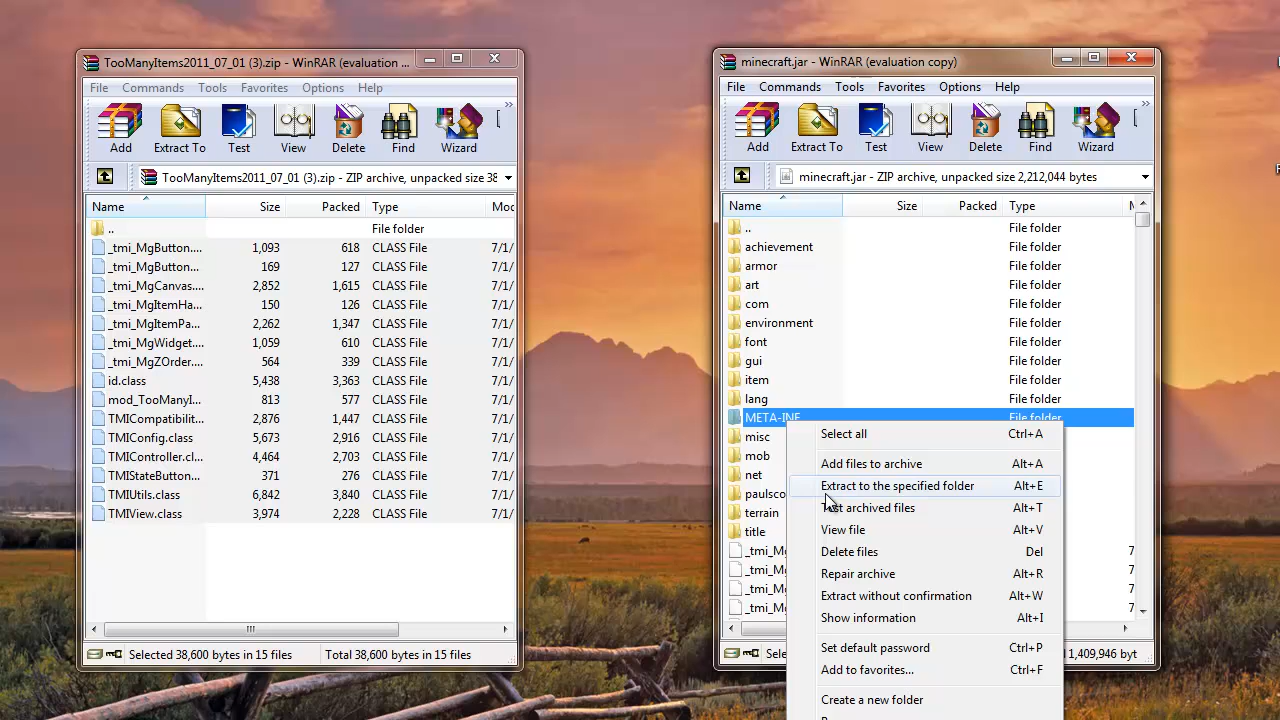 TooManyItems2011_07_01 (3).zip - WinRAR (evaluation ...
File Commands Tools Favorites Options Help
»
Add Extract To Test View Delete Find Wizard
TooManyItems2011_07_01 (3).zip - ZIP archive, unpacked size 38
Name Size Packed Type Moc
.. File folder
_tmi_MgButton.... 1,093 618 CLASS File 7/1/
_tmi_MgButton... 169 127 CLASS File 7/1/
_tmi_MgCanvas.... 2,852 1,615 CLASS File 7/1/
_tmi_MgItemHa... 150 126 CLASS File 7/1/
_tmi_MgItemPa... 2,262 1,347 CLASS File 7/1/
_tmi_MgWidget.... 1,059 610 CLASS File 7/1/
_tmi_MgZOrder.... 564 339 CLASS File 7/1/
id.class 5,438 3,363 CLASS File 7/1/
mod_TooManyI... 813 577 CLASS File 7/1/
TMICompatibilit... 2,876 1,447 CLASS File 7/1/
TMIConfig.class 5,673 2,916 CLASS File 7/1/
TMIController.cl... 4,464 2,703 CLASS File 7/1/
TMIStateButton... 371 276 CLASS File 7/1/
TMIUtils.class 6,842 3,840 CLASS File 7/1/
TMIView.class 3,974 2,228 CLASS File 7/1/
Selected 38,600 bytes in 15 files Total 38,600 bytes in 15 files
minecraft.jar - WinRAR (evaluation copy)
File Commands Tools Favorites Options Help
»
Add Extract To Test View Delete Find Wizard
minecraft.jar - ZIP archive, unpacked size 2,212,044 bytes
Name Size Packed Type M
.. File folder
achievement File folder
armor File folder
art File folder
com File folder
environment File folder
font File folder
gui File folder
item File folder
lang File folder
META-INF File folder
misc
mob
net
paulsco
terrain
title
_tmi_Mg 7
_tmi_Mg 7
_tmi_Mg 7
_tmi_Mg 7
Sele 1,409,946 byt
Select all Ctrl+A
Add files to archive Alt+A
Extract to the specified folder Alt+E
archived files Alt+T
View file Alt+V
Delete files Del
Repair archive Alt+R
Extract without confirmation Alt+W
Show information Alt+I
Set default password Ctrl+P
Add to favorites... Ctrl+F
Create a new folder